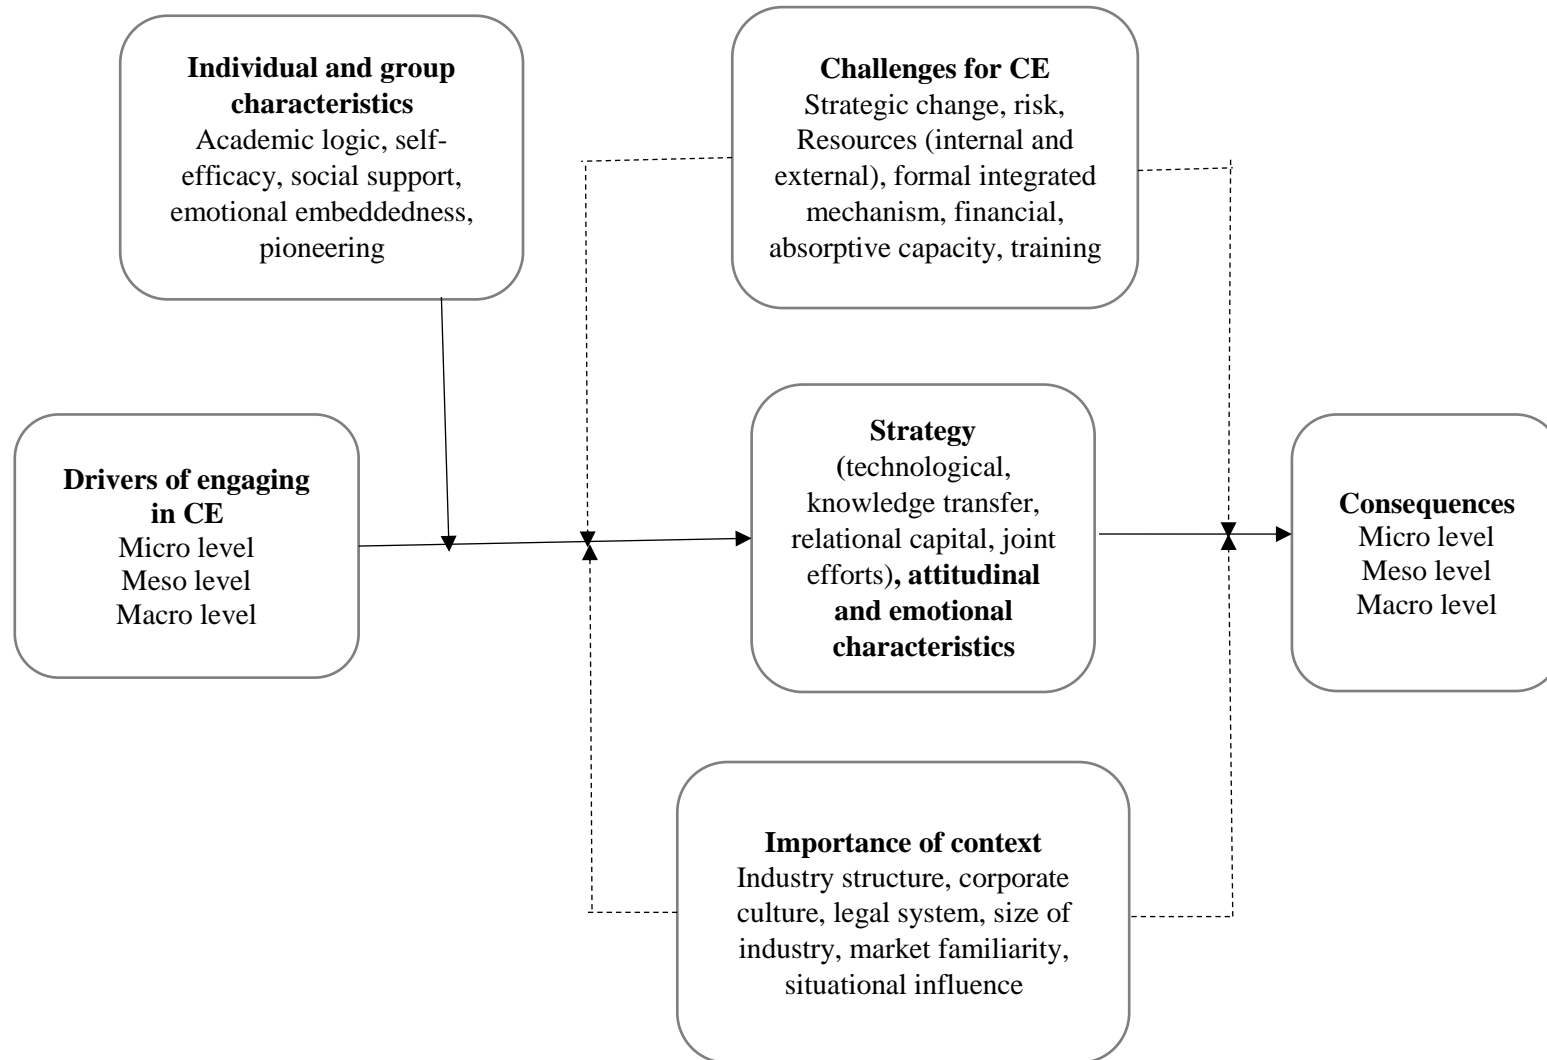 Individual and group
characteristics
Academic logic, self-
efficacy, social support,
emotional embeddedness,
pioneering
Challenges for CE
Strategic change, risk,
Resources (internal and
external), formal integrated
mechanism, financial,
absorptive capacity, training
Drivers of engaging
in CE
Micro level
Meso level
Macro level
Strategy
(technological,
knowledge transfer,
relational capital, joint
efforts), attitudinal
and emotional
characteristics
Consequences
Micro level
Meso level
Macro level
Importance of context
Industry structure, corporate
culture, legal system, size of
industry, market familiarity,
situational influence